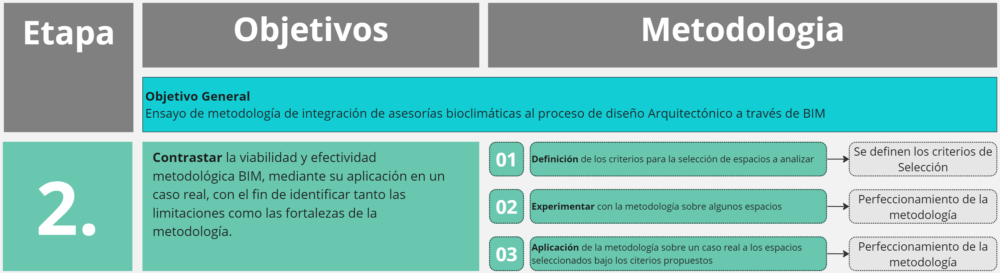 Etapa
Objetivos
Metodologia
Objetivo General
Ensayo de metodología de integración de asesorías bioclimáticas al proceso de diseño Arquitectónico a través de BIM
2.
Contrastar la viabilidad y efectividad
metodológica BIM, mediante su aplicación en un
caso real, con el fin de identificar tanto las
limitaciones como las fortalezas de la
metodología.
01
Definición de los criterios para la selección de espacios a analizar
Se definen los criterios de
Selección
02
Experimentar con la metodología sobre algunos espacios
Perfeccionamiento de la
metodología
03
Aplicación de la metodología sobre un caso real a los espacios
seleccionados bajo los citerios propuestos
Perfeccionamiento de la
metodología